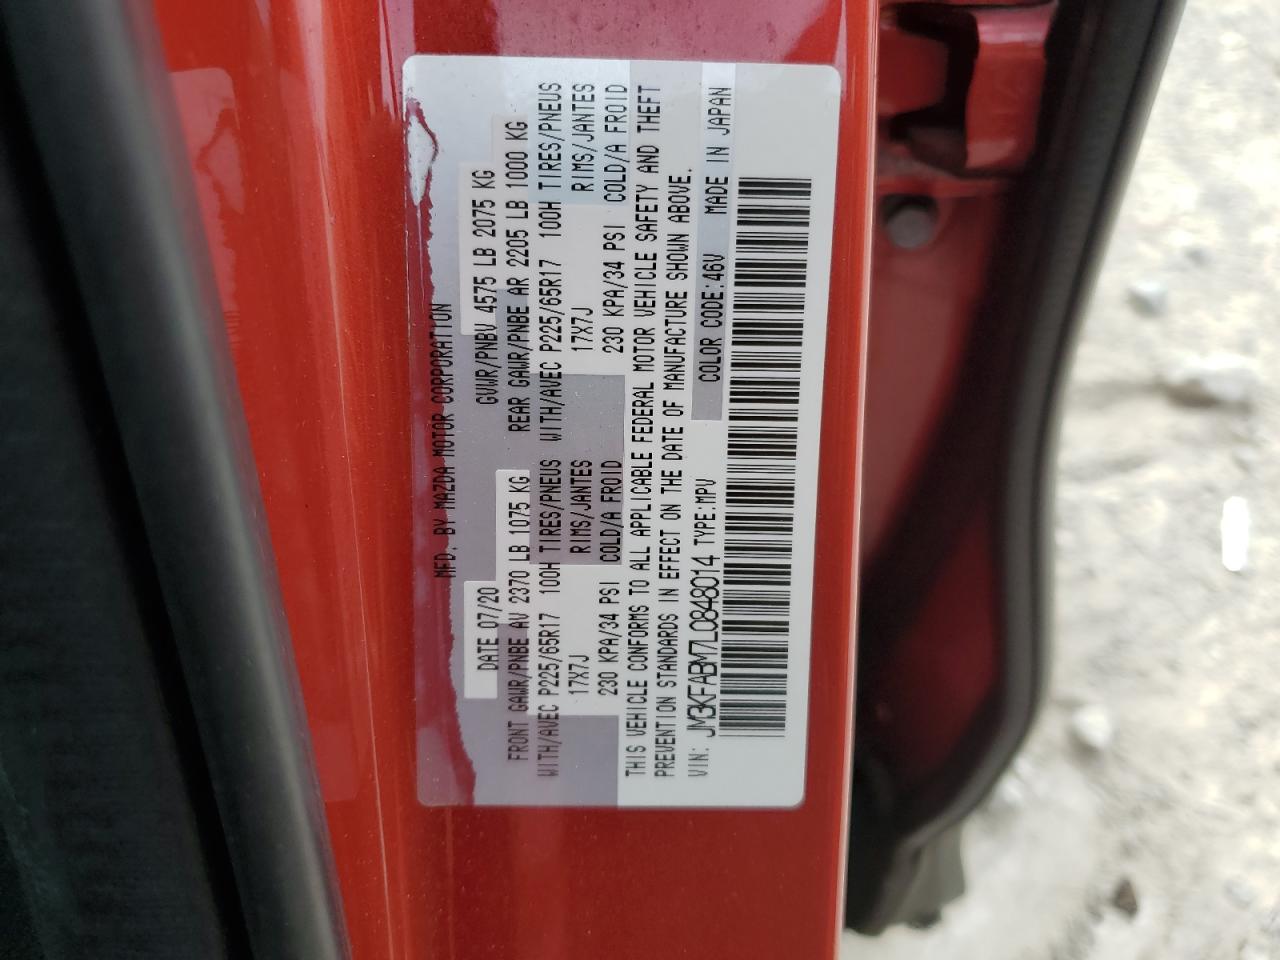 MFD. BY MAZDA MOTOR CORPORATION
DATE 07/20 GVWR/PNBV 4575 LB 2075 KG
FRONT GAWR/PNBE AV 2370 LB 1075 KG REAR GAWR/PNBE AR 2205 LB 1000 KG
WITH/AVEC P225/65R17 100H TIRES/PNEUS WITH/AVEC P225/65R17 100H TIRES/PNEUS
17X7J RIMS/JANTES 17X7J RIMS/JANTES
230 KPA/34 PSI COLD/A FROID 230 KPA/34 PSI COLD/A FROID
THIS VEHICLE CONFORMS TO ALL APPLICABLE FEDERAL MOTOR VEHICLE SAFETY AND THEFT
PREVENTION STANDARDS IN EFFECT ON THE DATE OF MANUFACTURE SHOWN ABOVE.
VIN: JM3KFABM7L0848014 TYPE:MPV COLOR CODE:46V MADE IN JAPAN